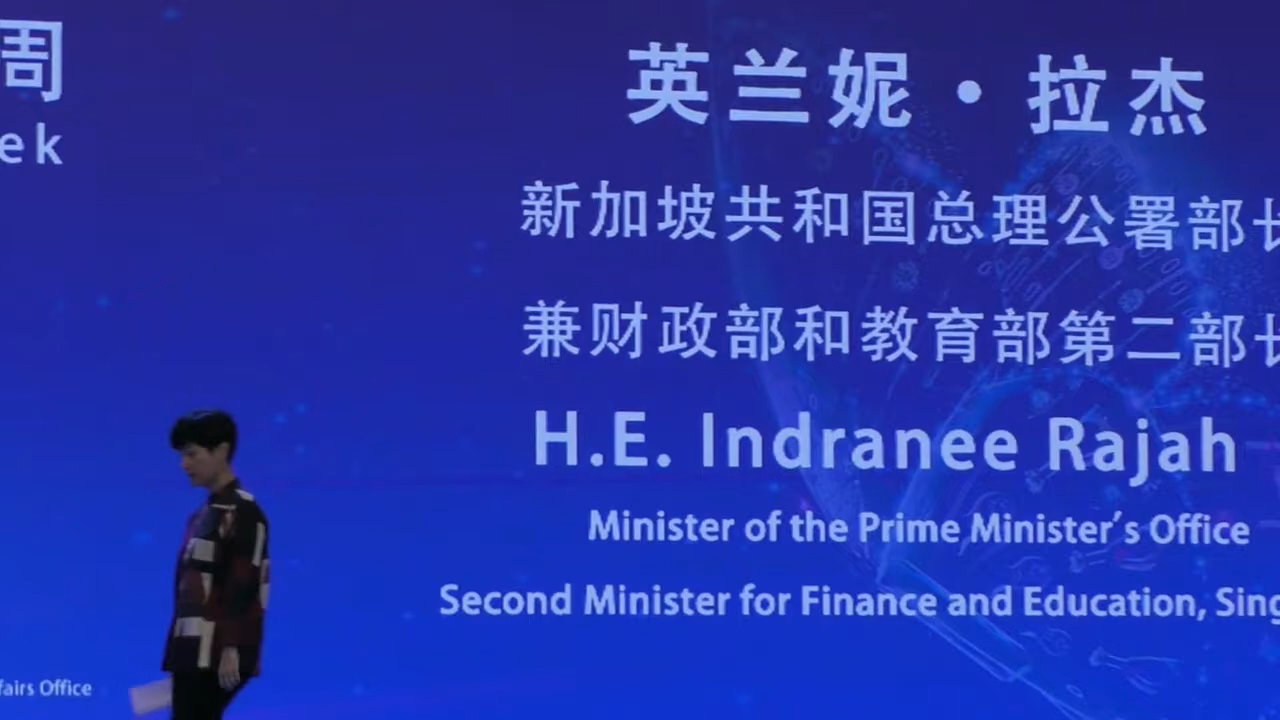 周
ek
英兰妮·拉杰
新加坡共和国总理公署部长
兼财政部和教育部第二部长
H.E. Indranee Rajah
Minister of the Prime Minister's Office
Second Minister for Finance and Education, Sing
fairs Office